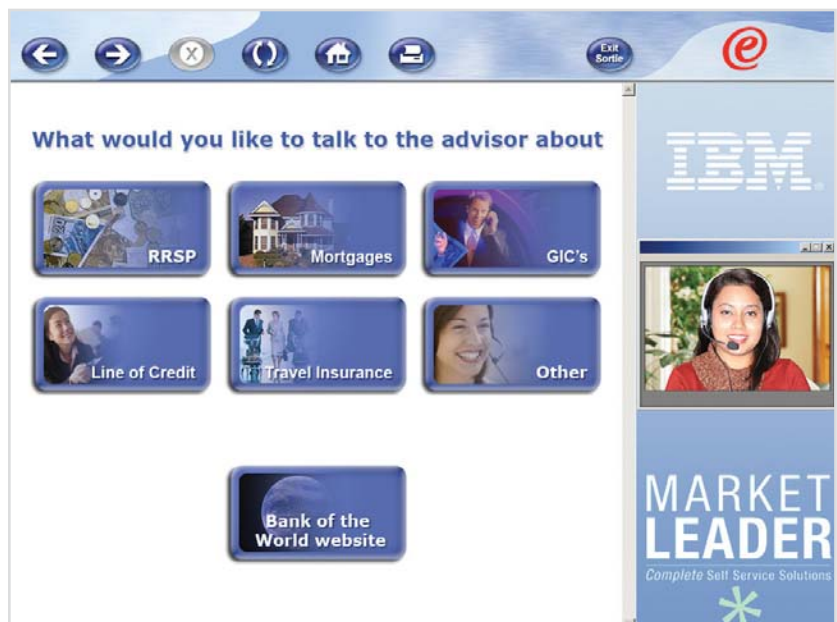 Exit
Sortie
e
What would you like to talk to the advisor about
IBM
RRSP
Mortgages
GIC's
Line of Credit
Travel Insurance
Other
Bank of the
World website
MARKET
LEADER
Complete Self Service Solutions